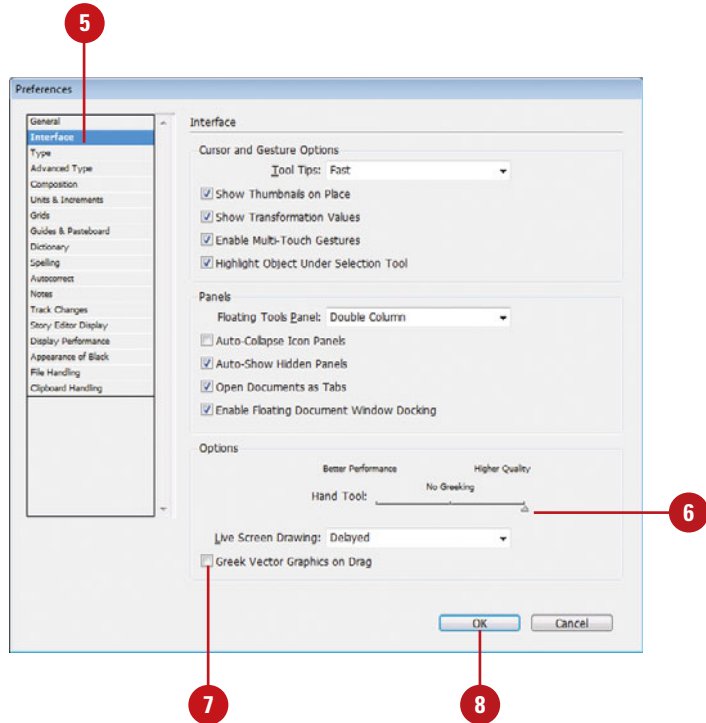 5
Preferences
General
Interface
Type
Advanced Type
Composition
Units & Increments
Grids
Guides & Pasteboard
Dictionary
Spelling
Autocorrect
Notes
Track Changes
Story Editor Display
Display Performance
Appearance of Black
File Handling
Clipboard Handling
Interface
Cursor and Gesture Options
Tool Tips: Fast
Show Thumbnails on Place
Show Transformation Values
Enable Multi-Touch Gestures
Highlight Object Under Selection Tool
Panels
Floating Tools Panel: Double Column
Auto-Collapse Icon Panels
Auto-Show Hidden Panels
Open Documents as Tabs
Enable Floating Document Window Docking
Options
Better Performance Higher Quality
No Greeking
Hand Tool:
6
Live Screen Drawing: Delayed
Greek Vector Graphics on Drag
OK Cancel
7 8